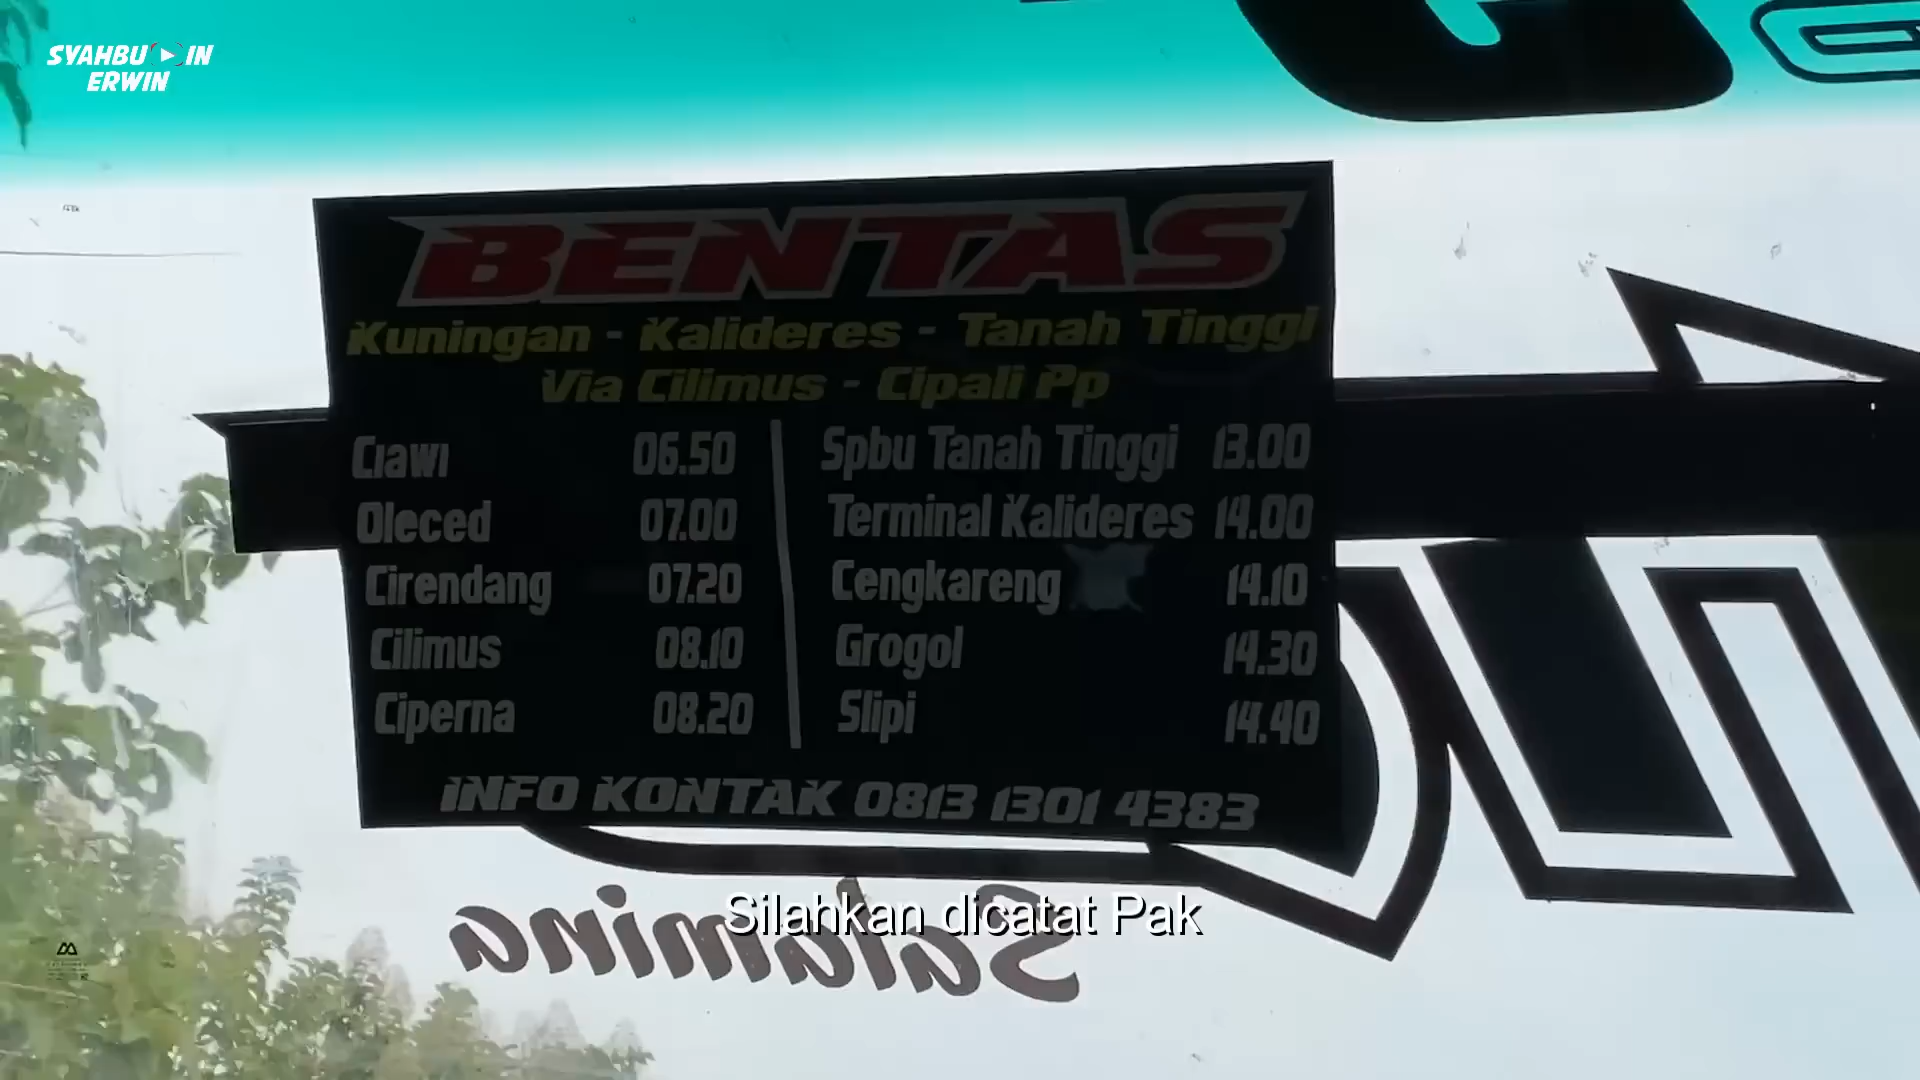 SYAHBUDIN
ERWIN
BENTAS
Kuningan - Kalideres - Tanah Tinggi
Via Cilimus - Cipali Pp
Ciawi 06.50
Oleced 07.00
Cirendang 07.20
Cilimus 08.10
Ciperna 08.20
Spbu Tanah Tinggi 13.00
Terminal Kalideres 14.00
Cengkareng 14.10
Grogol 14.30
Slipi 14.40
INFO KONTAK 0813 1301 4383
Salamina
Silahkan dicatat Pak